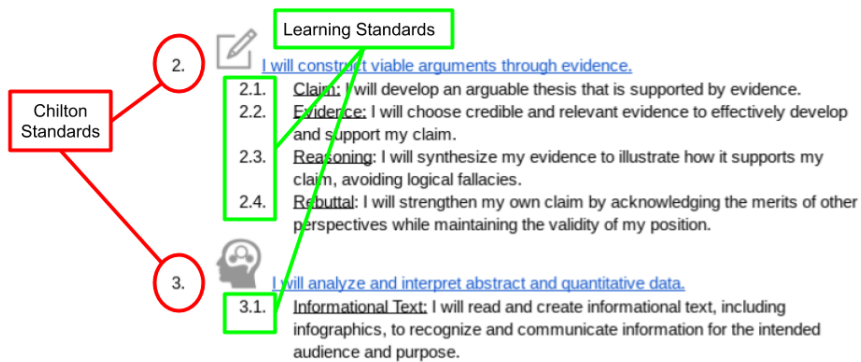 Learning Standards
2. I will construct viable arguments through evidence.
2.1. Claim: I will develop an arguable thesis that is supported by evidence.
Chilton
Standards
2.2. Evidence: I will choose credible and relevant evidence to effectively develop
and support my claim.
2.3. Reasoning: I will synthesize my evidence to illustrate how it supports my
claim, avoiding logical fallacies.
2.4. Rebuttal: I will strengthen my own claim by acknowledging the merits of other
perspectives while maintaining the validity of my position.
3. I will analyze and interpret abstract and quantitative data.
3.1. Informational Text: I will read and create informational text, including
infographics, to recognize and communicate information for the intended
audience and purpose.